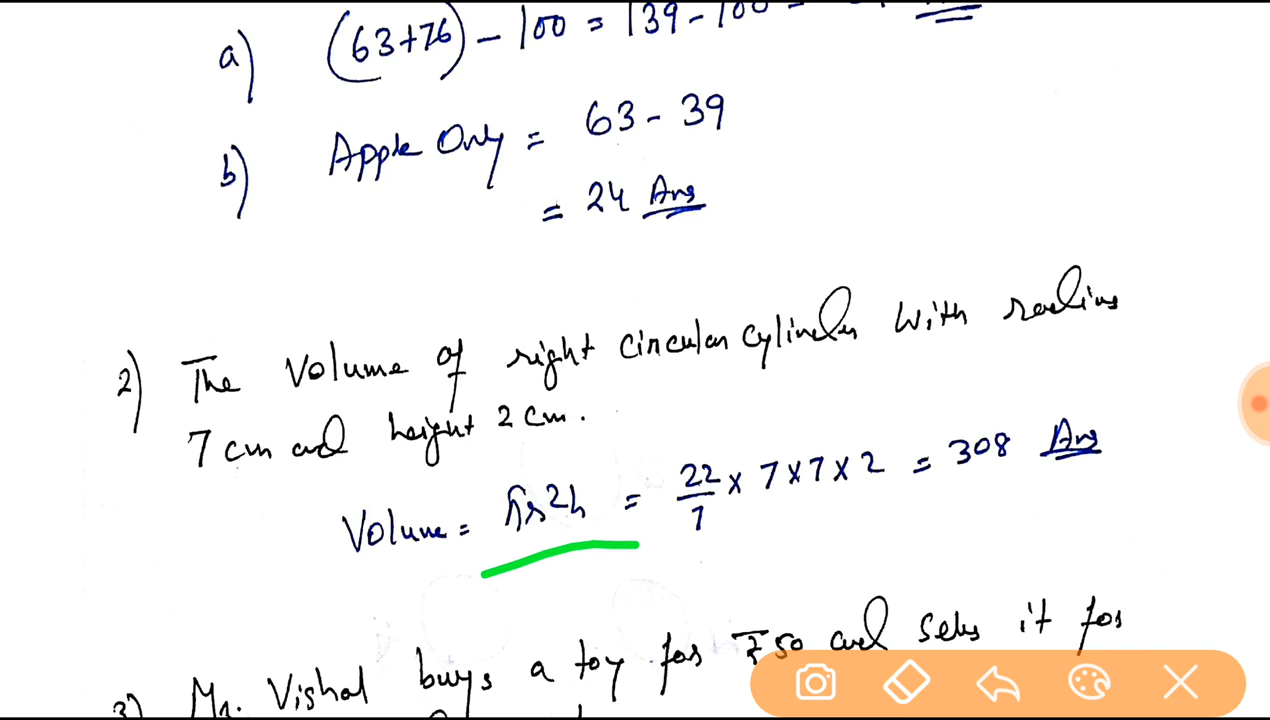 a) (63+76) - 100 = 139 - 100 =
b) Apple Only = 63 - 39
= 24 Ans
2) The Volume of right circular cylinder with radius
7 cm and height 2 cm.
Volume = πr2h = 22/7 × 7 × 7 × 2 = 308 Ans
3) Mr. Vishal buys a toy for ₹50 and sells it for